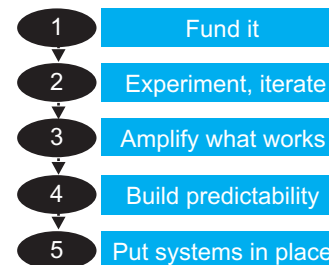 1 Fund it
2 Experiment, iterate
3 Amplify what works
4 Build predictability
5 Put systems in place